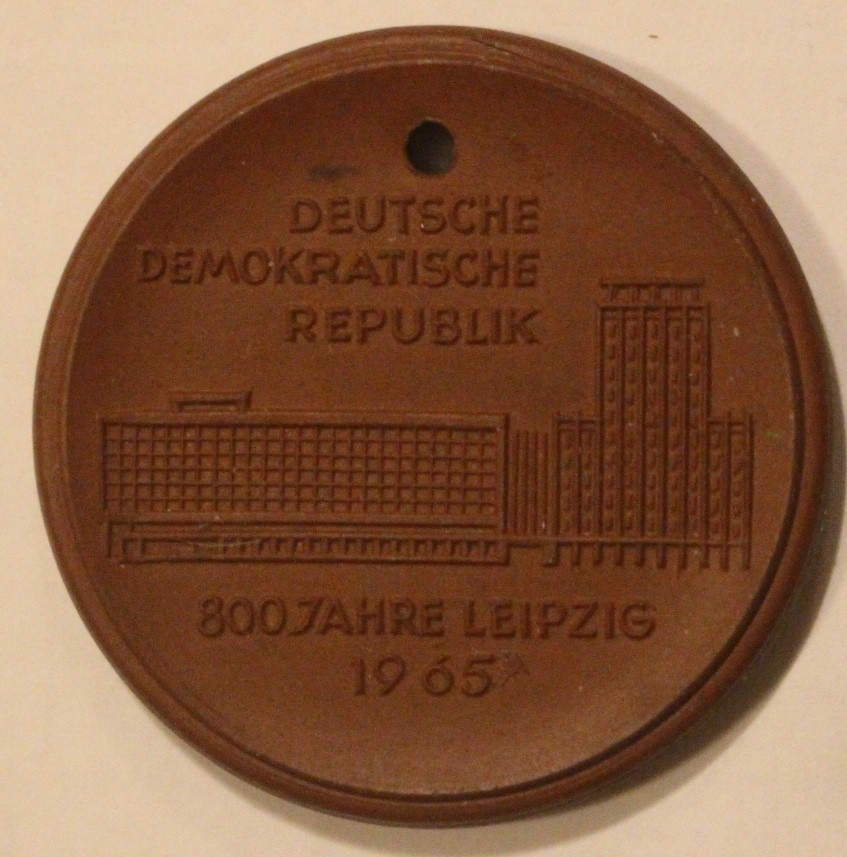 DEUTSCHE
DEMOKRATISCHE
REPUBLIK
800 JAHRE LEIPZIG
1965